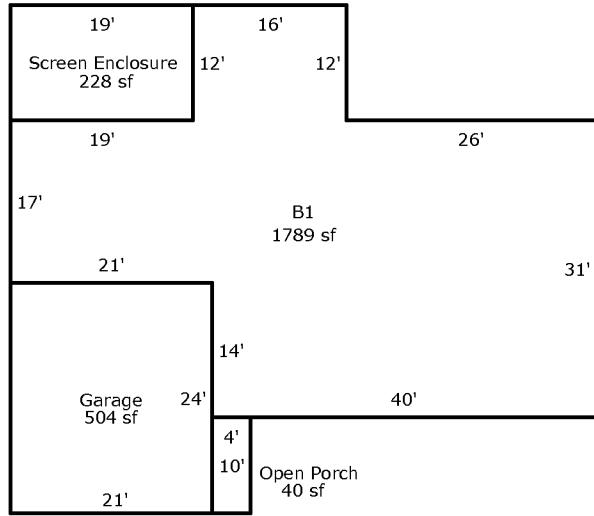 19'
16'
Screen Enclosure
228 sf
12'
12'
19'
26'
17'
B1
1789 sf
21'
31'
14'
Garage
504 sf
24'
40'
4'
10'
Open Porch
40 sf
21'